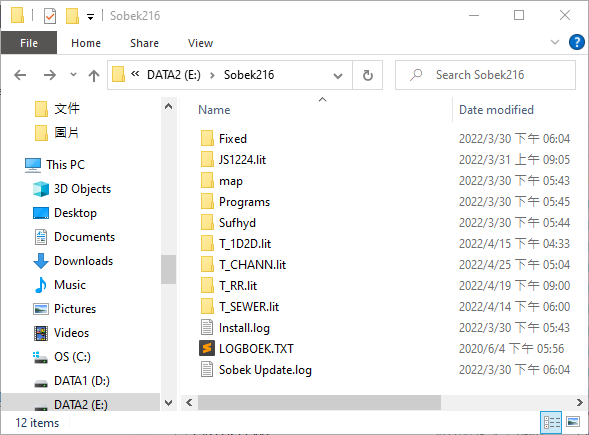 Sobek216
File Home Share View
DATA2 (E:) Sobek216 Search Sobek216
Name Date modified
文件
圖片
This PC
3D Objects
Desktop
Documents
Downloads
Music
Pictures
Videos
OS (C:)
DATA1 (D:)
DATA2 (E:)
Fixed 2022/3/30 下午 06:04
JS1224.lit 2022/3/31 上午 09:05
map 2022/3/30 下午 05:43
Programs 2022/3/30 下午 05:45
Sufhyd 2022/3/30 下午 05:44
T_1D2D.lit 2022/4/15 下午 04:33
T_CHANN.lit 2022/4/25 下午 05:04
T_RR.lit 2022/4/19 下午 09:00
T_SEWER.lit 2022/4/14 下午 06:00
Install.log 2022/3/30 下午 05:43
LOGBOEK.TXT 2020/6/4 下午 05:56
Sobek Update.log 2022/3/30 下午 06:04
12 items